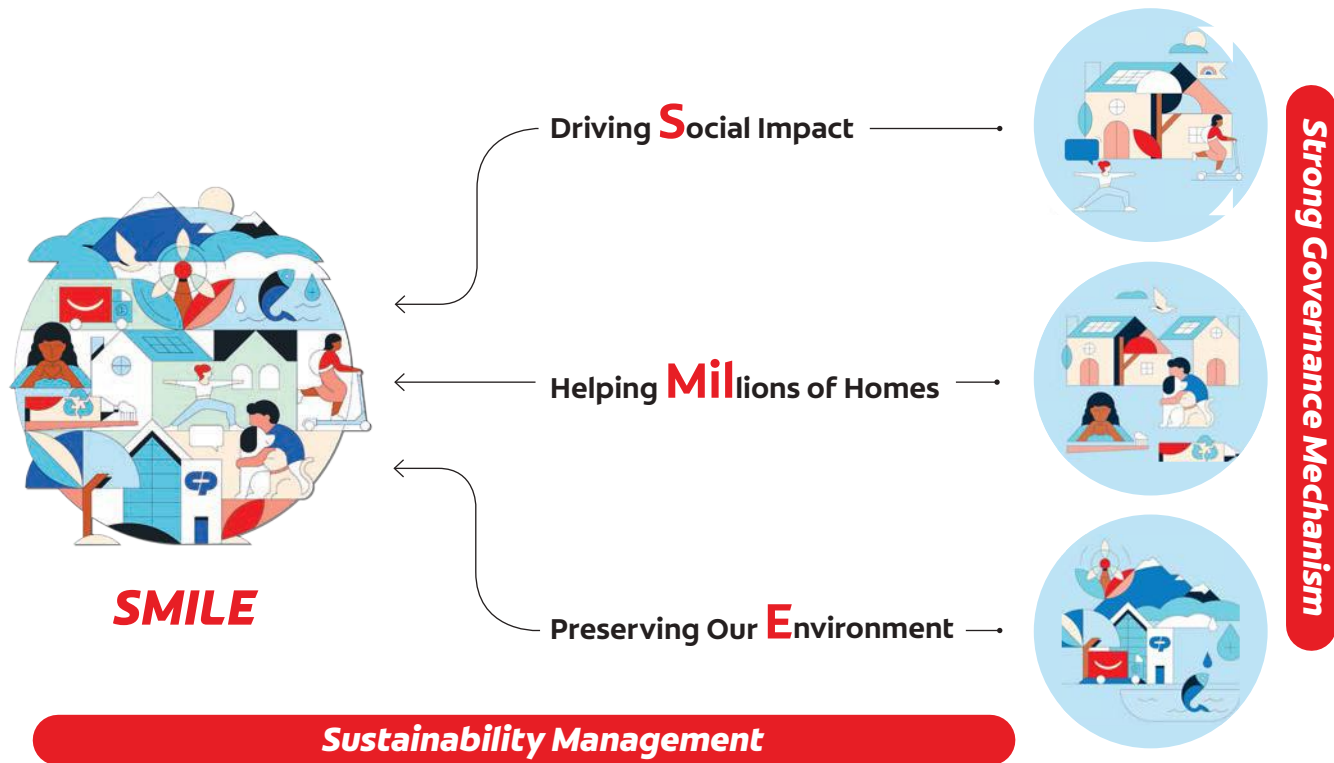 Driving Social Impact
Helping Millions of Homes
Preserving Our Environment
SMILE
Strong Governance Mechanism
Sustainability Management